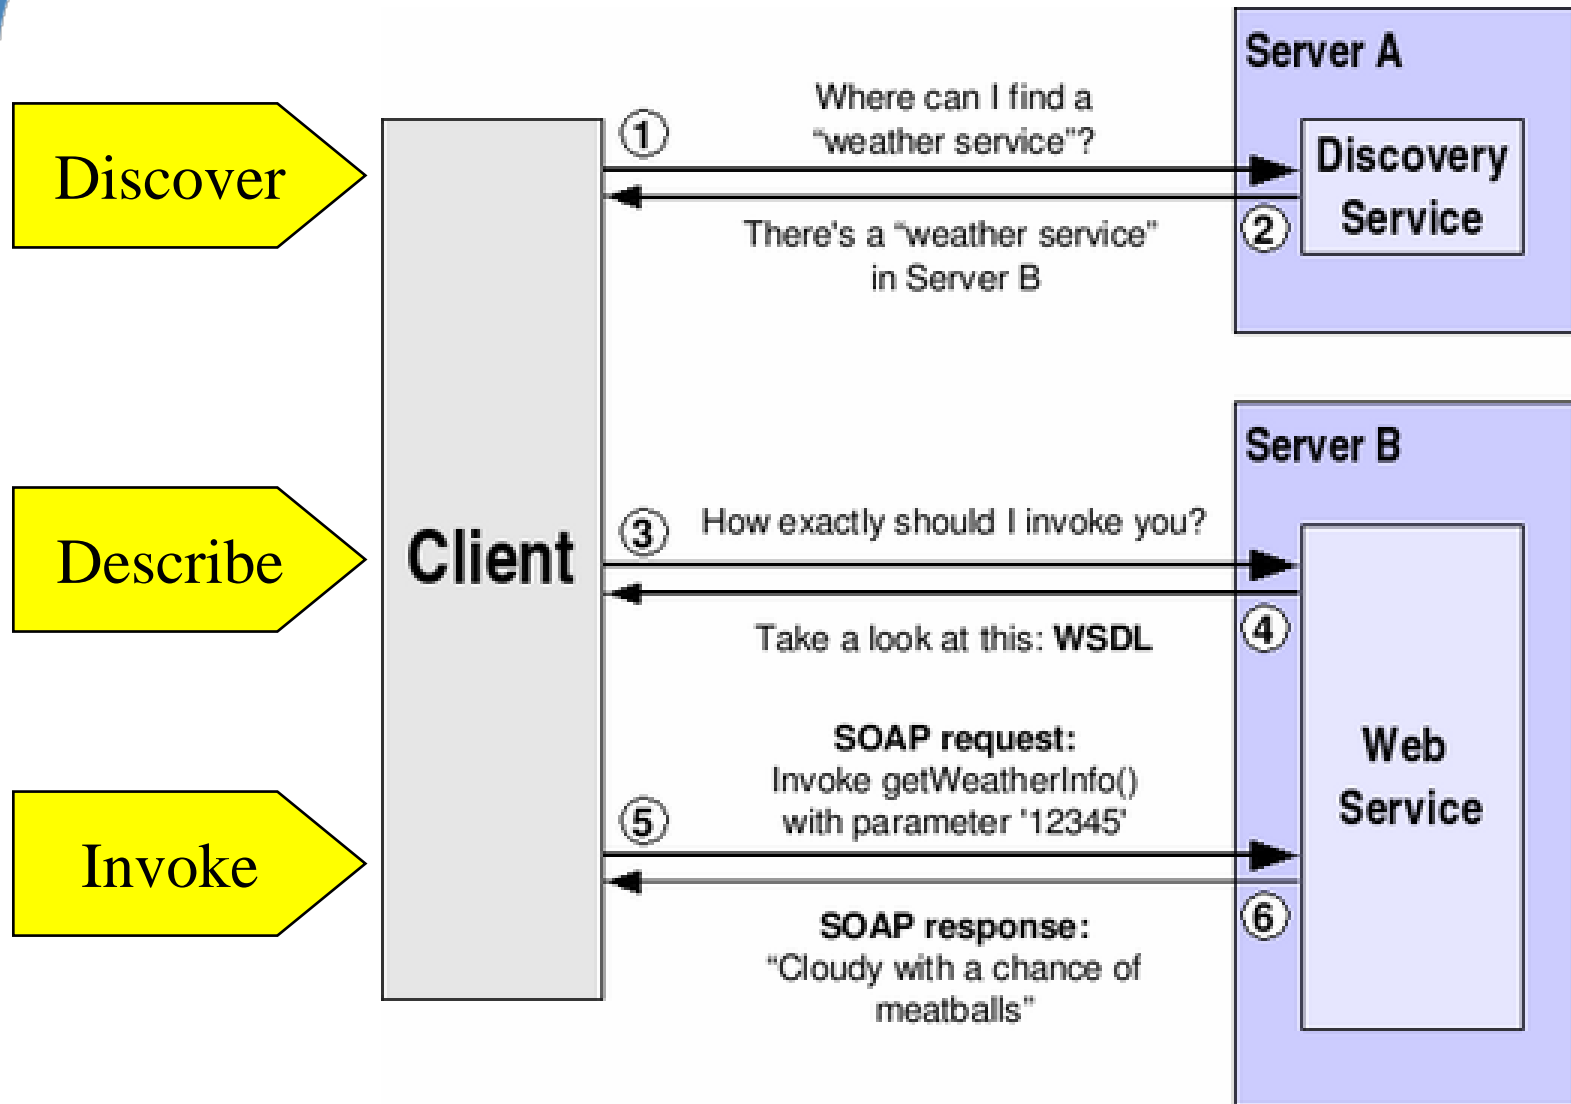 Server A
Discover
Where can I find a
“weather service”?
1
Discovery
Service
2
There's a “weather service”
in Server B
Server B
Describe
Client
3
How exactly should I invoke you?
Take a look at this: WSDL
4
Invoke
SOAP request:
Invoke getWeatherInfo()
with parameter '12345'
5
Web
Service
6
SOAP response:
“Cloudy with a chance of
meatballs”